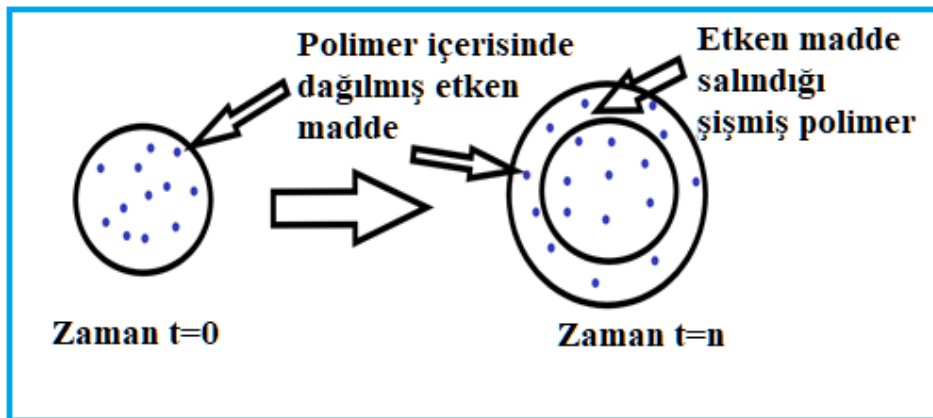 Polimer içerisinde
dağılmış etken
madde
Etken madde
salındığı
şişmiş polimer
Zaman t=0
Zaman t=n